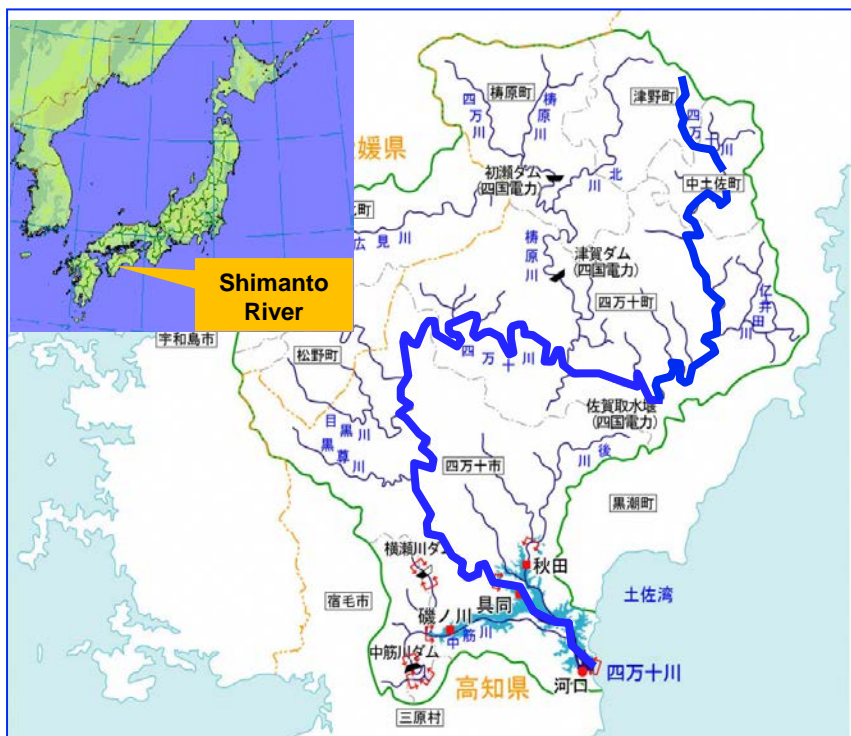 Shimanto
River
媛県
北町
広見川
宇和島市
松野町
目黒川
黒尊川
梼原町
四万川
梼原川
初瀬ダム
(四国電力)
北川
津野町
四万十川
中土佐町
梼原川
津賀ダム
(四国電力)
四万十町
仁井田川
四万十川
佐賀取水堰
(四国電力)
四万十市
後川
黒潮町
横瀬川ダム
秋田
具同
宿毛市
磯ノ川
中筋川
中筋川ダム
土佐湾
四万十川
河口
高知県
三原村